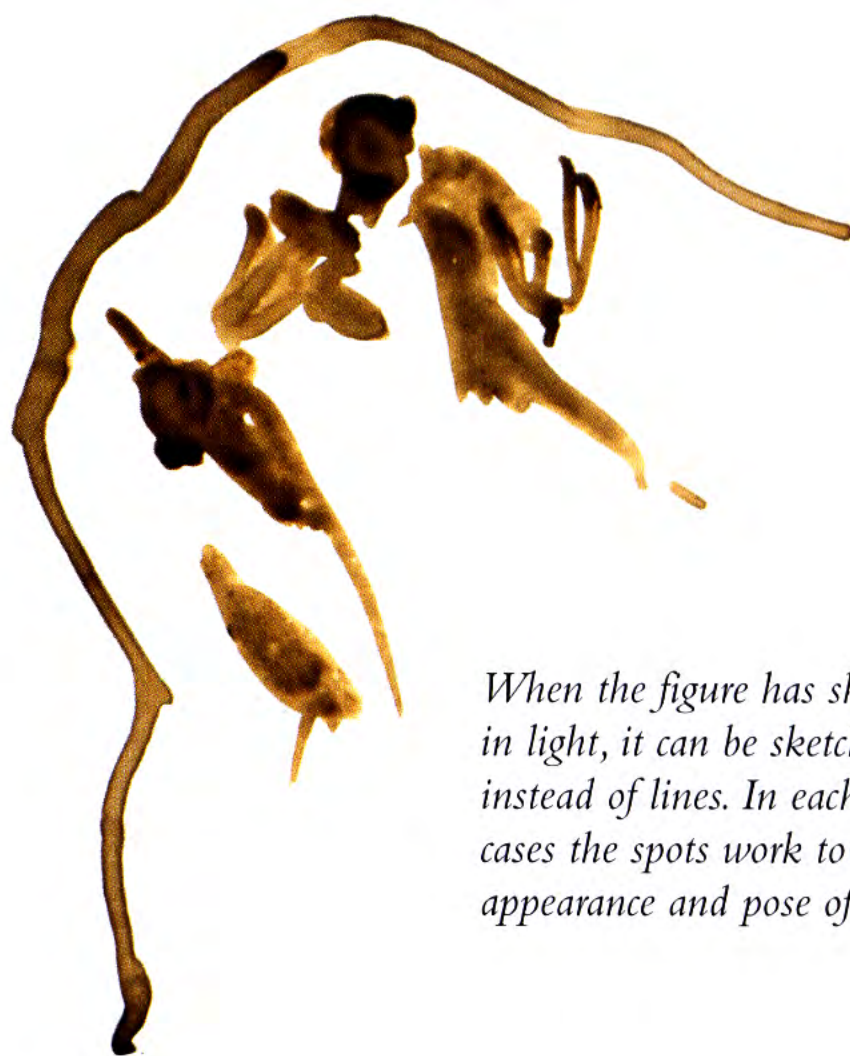 When the figure has
in light, it can be
instead of lines. In each
cases the spots work to
appearance and pose of